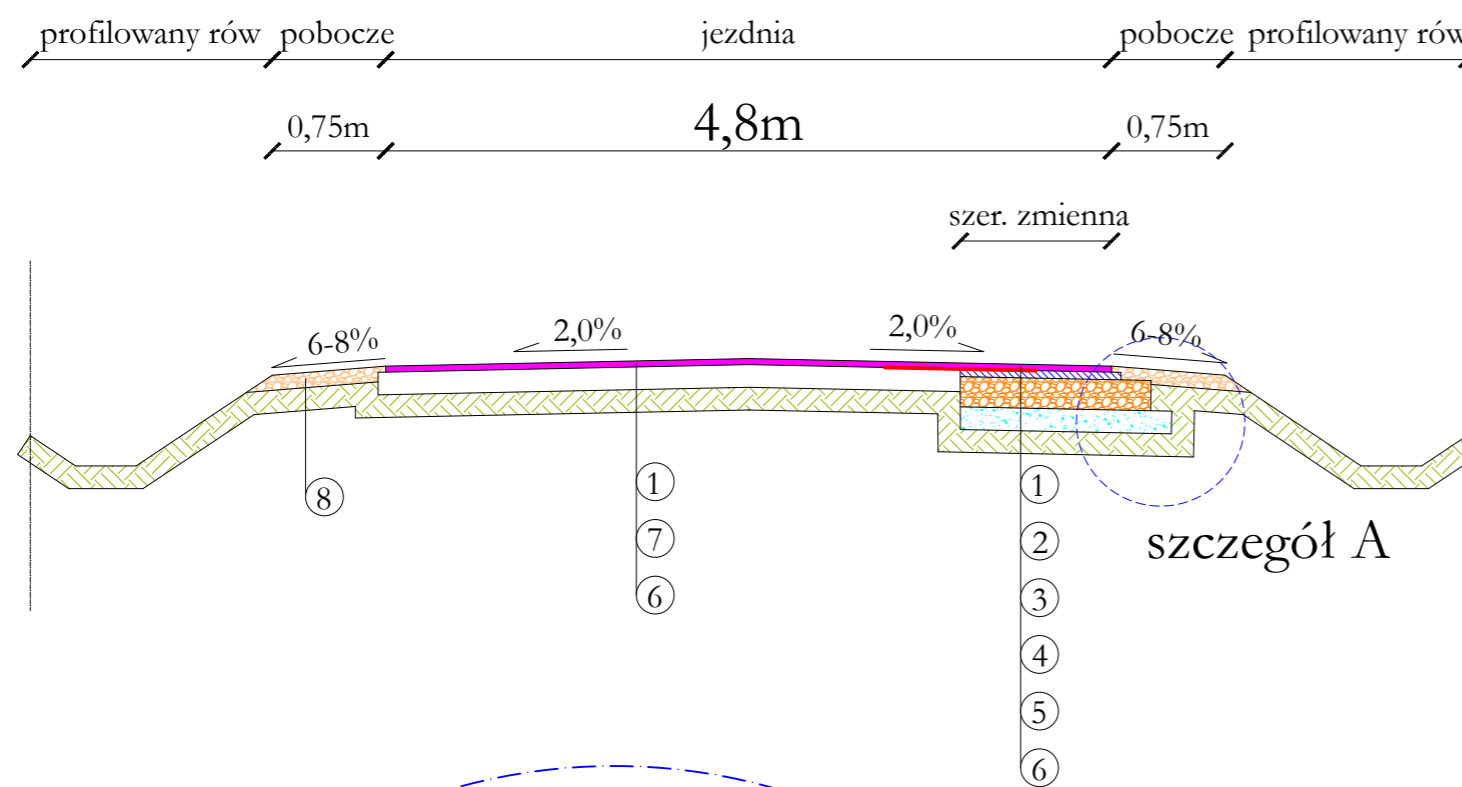 profilowany rów pobocze jezdnia pobocze profilowany rów
0,75m 4,8m 0,75m
szer. zmienna
6-8% 2,0% 2,0% 6-8%
8 1 1
7 2
6 3
4
5
6
szczegół A